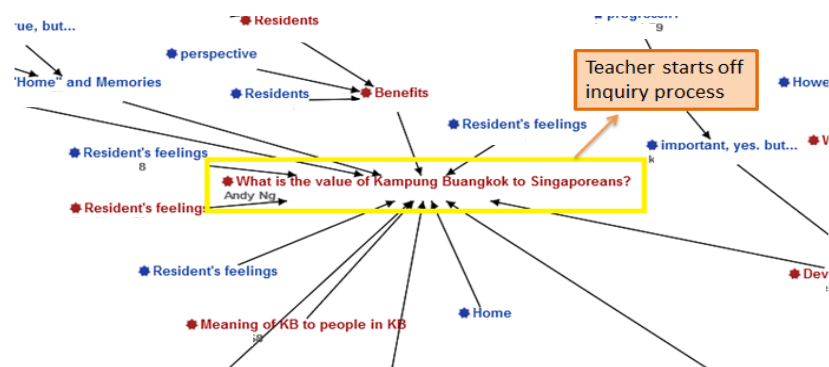 Residents
ue, but...
progressn?
9
Teacher starts off
inquiry process
perspective
"Home" and Memories
Residents
Benefits
Howe
Resident's feelings
Resident's feelings
8
important, yes. but...
k
W
What is the value of Kampung Buangkok to Singaporeans?
Andy Ng
Resident's feelings
Resident's feelings
Dev
Home
Meaning of KB to people in KB